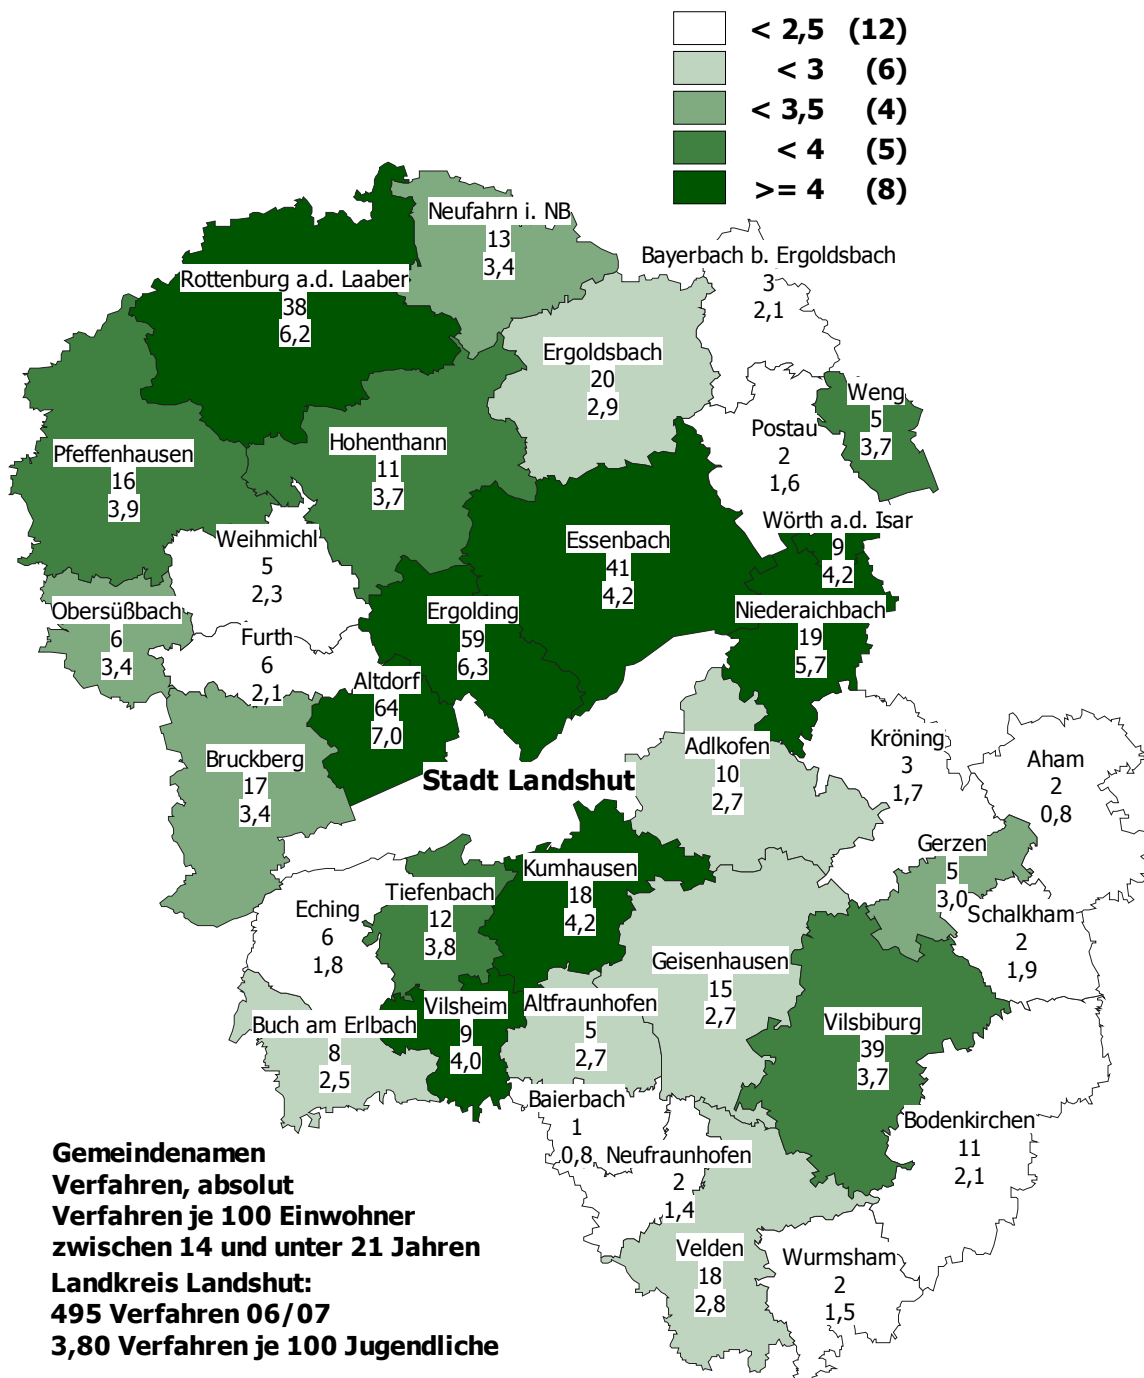 < 2,5 (12)
< 3 (6)
< 3,5 (4)
< 4 (5)
>= 4 (8)
Neufahrn i. NB
13
3,4
Bayerbach b. Ergoldsbach
3
2,1
Rottenburg a.d. Laaber
38
6,2
Ergoldsbach
20
2,9
Weng
5
3,7
Postau
2
1,6
Hohenthann
11
3,7
Pfeffenhausen
16
3,9
Wörth a.d. Isar
9
4,2
Weihmichl
5
2,3
Essenbach
41
4,2
Obersüßbach
6
3,4
Ergolding
59
6,3
Niederaichbach
19
5,7
Furth
6
2,1
Altdorf
64
7,0
Kröning
3
1,7
Adlkofen
10
2,7
Bruckberg
17
3,4
Aham
2
0,8
Stadt Landshut
Gerzen
5
3,0
Kumhausen
18
4,2
Tiefenbach
12
3,8
Eching
6
1,8
Schalkham
2
1,9
Geisenhausen
15
2,7
Altfraunhofen
5
2,7
Vilsheim
9
4,0
Buch am Erlbach
8
2,5
Vilsbiburg
39
3,7
Baierbach
1
0,8
Bodenkirchen
11
2,1
Neufraunhofen
2
1,4
Velden
18
2,8
Wurmsham
2
1,5
Gemeindenamen
Verfahren, absolut
Verfahren je 100 Einwohner
zwischen 14 und unter 21 Jahren
Landkreis Landshut:
495 Verfahren 06/07
3,80 Verfahren je 100 Jugendliche